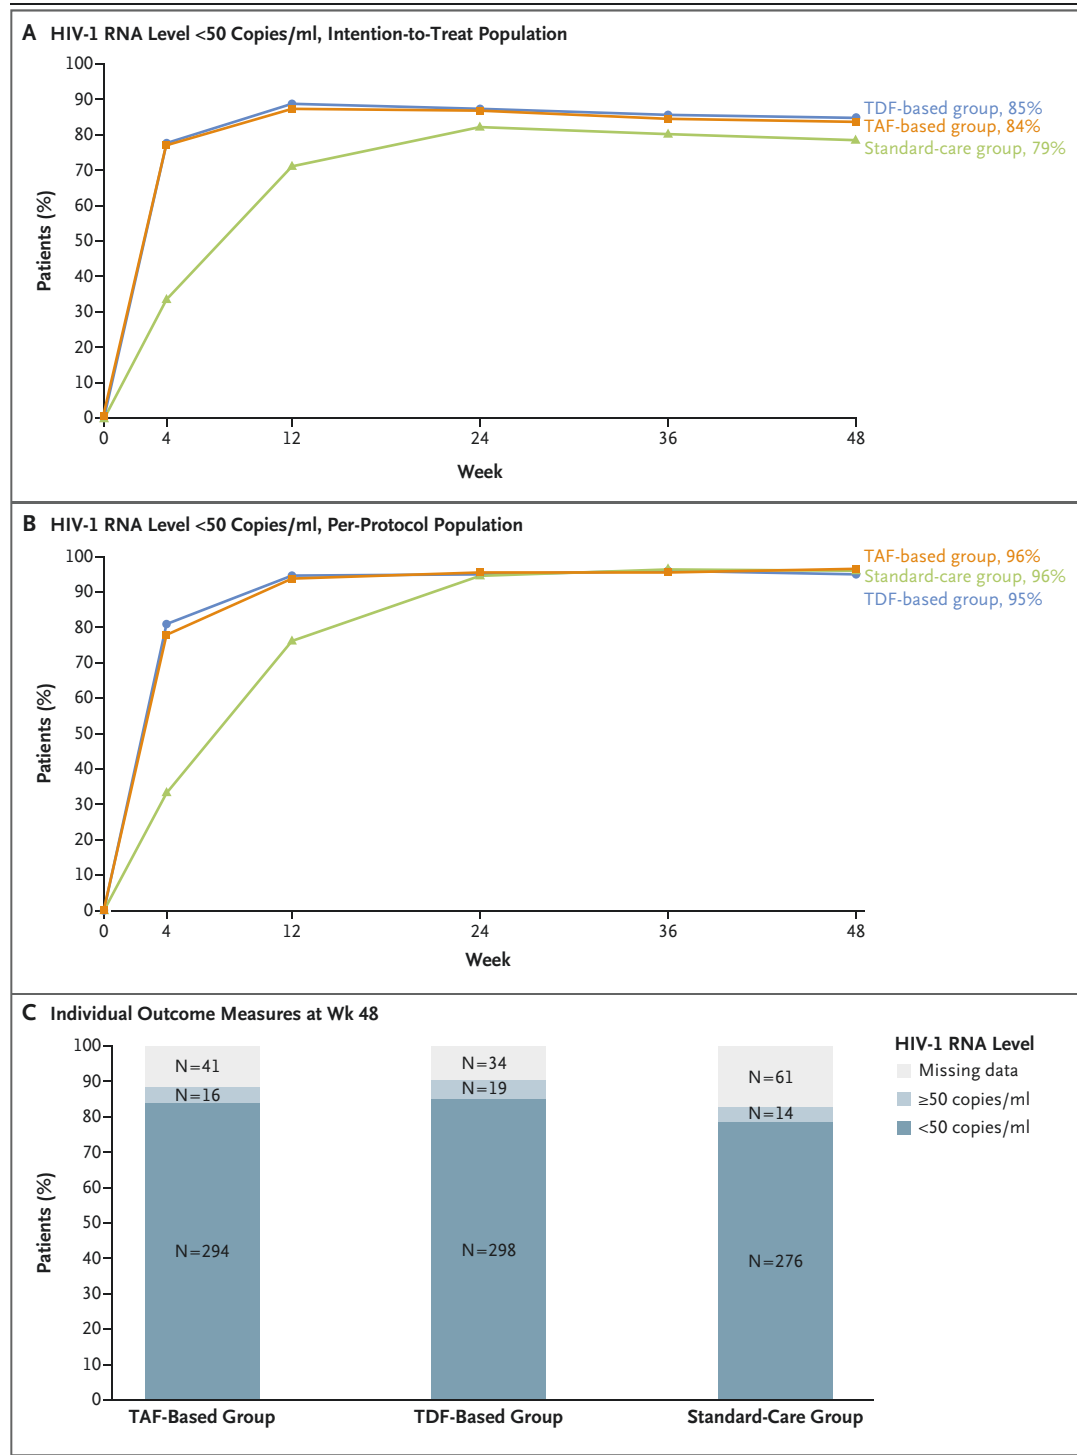 A HIV-1 RNA Level <50 Copies/ml, Intention-to-Treat Population
100
90
80
70
60
50
40
30
20
10
0
Patients (%)
0 4 12 24 36 48
Week
TDF-based group, 85%
TAF-based group, 84%
Standard-care group, 79%
B HIV-1 RNA Level <50 Copies/ml, Per-Protocol Population
100
90
80
70
60
50
40
30
20
10
0
Patients (%)
0 4 12 24 36 48
Week
TAF-based group, 96%
Standard-care group, 96%
TDF-based group, 95%
C Individual Outcome Measures at Wk 48
100
90
80
70
60
50
40
30
20
10
0
Patients (%)
N=41
N=16
N=294
N=34
N=19
N=298
N=61
N=14
N=276
TAF-Based Group
TDF-Based Group
Standard-Care Group
HIV-1 RNA Level
Missing data
≥50 copies/ml
<50 copies/ml